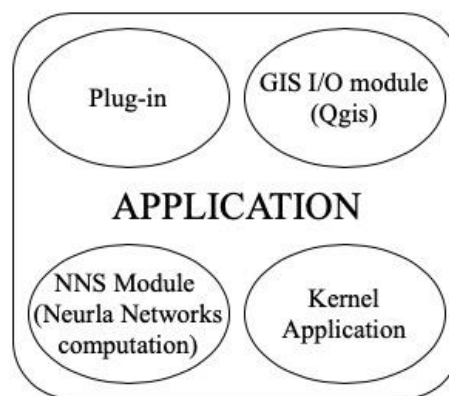 Plug-in
GIS I/O module
(Qgis)
APPLICATION
NNS Module
(Neurla Networks
computation)
Kernel
Application